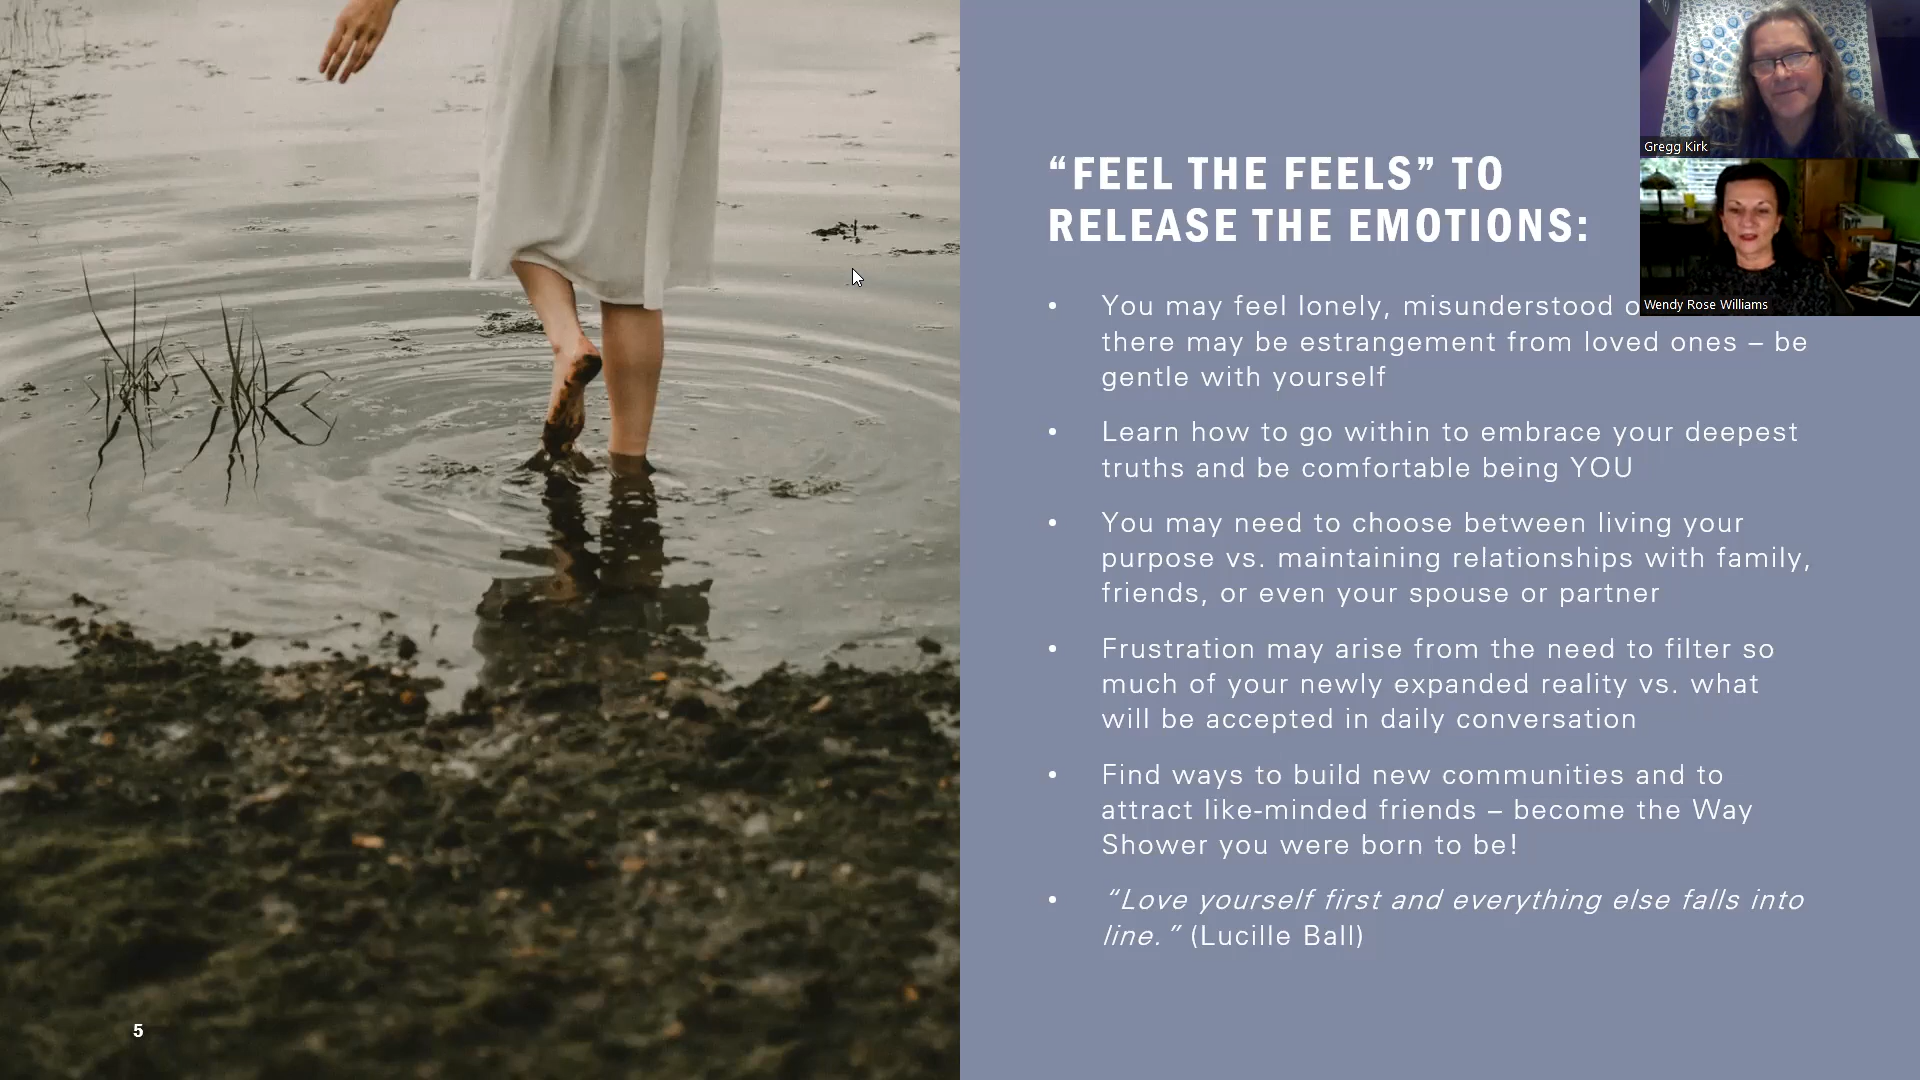 “FEEL THE FEELS” TO
RELEASE THE EMOTIONS:
• You may feel lonely, misunderstood
there may be estrangement from loved ones – be
gentle with yourself
• Learn how to go within to embrace your deepest
truths and be comfortable being YOU
• You may need to choose between living your
purpose vs. maintaining relationships with family,
friends, or even your spouse or partner
• Frustration may arise from the need to filter so
much of your newly expanded reality vs. what
will be accepted in daily conversation
• Find ways to build new communities and to
attract like-minded friends – become the Way
Shower you were born to be!
• “Love yourself first and everything else falls into
line.” (Lucille Ball)
5
Gregg Kirk
Wendy Rose Williams